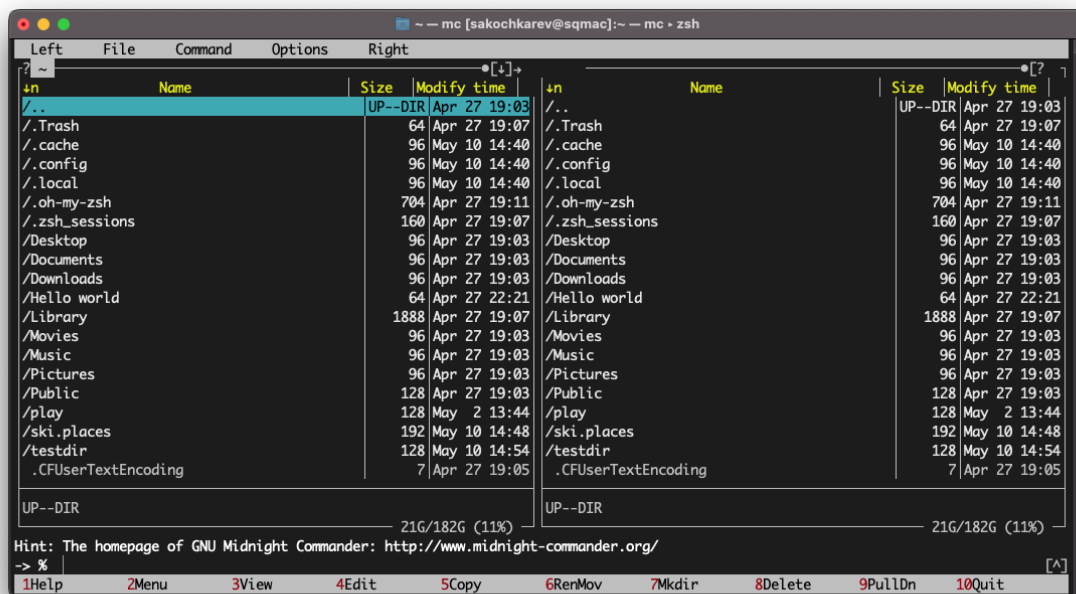 ~ — mc [sakochkarev@sqmac]:~ — mc ▸ zsh
Left File Command Options Right
? ~ [↓]→ [?
↓n Name Size Modify time ↓n Name Size Modify time
/.. UP--DIR Apr 27 19:03 /.. UP--DIR Apr 27 19:03
/.Trash 64 Apr 27 19:07 /.Trash 64 Apr 27 19:07
/.cache 96 May 10 14:40 /.cache 96 May 10 14:40
/.config 96 May 10 14:40 /.config 96 May 10 14:40
/.local 96 May 10 14:40 /.local 96 May 10 14:40
/.oh-my-zsh 704 Apr 27 19:11 /.oh-my-zsh 704 Apr 27 19:11
/.zsh_sessions 160 Apr 27 19:07 /.zsh_sessions 160 Apr 27 19:07
/Desktop 96 Apr 27 19:03 /Desktop 96 Apr 27 19:03
/Documents 96 Apr 27 19:03 /Documents 96 Apr 27 19:03
/Downloads 96 Apr 27 19:03 /Downloads 96 Apr 27 19:03
/Hello world 64 Apr 27 22:21 /Hello world 64 Apr 27 22:21
/Library 1888 Apr 27 19:07 /Library 1888 Apr 27 19:07
/Movies 96 Apr 27 19:03 /Movies 96 Apr 27 19:03
/Music 96 Apr 27 19:03 /Music 96 Apr 27 19:03
/Pictures 96 Apr 27 19:03 /Pictures 96 Apr 27 19:03
/Public 128 Apr 27 19:03 /Public 128 Apr 27 19:03
/play 128 May 2 13:44 /play 128 May 2 13:44
/ski.places 192 May 10 14:48 /ski.places 192 May 10 14:48
/testdir 128 May 10 14:54 /testdir 128 May 10 14:54
.CFUserTextEncoding 7 Apr 27 19:05 .CFUserTextEncoding 7 Apr 27 19:05
UP--DIR UP--DIR
21G/182G (11%) 21G/182G (11%)
Hint: The homepage of GNU Midnight Commander: http://www.midnight-commander.org/
-> % [^]
1Help 2Menu 3View 4Edit 5Copy 6RenMov 7Mkdir 8Delete 9PullDn 10Quit